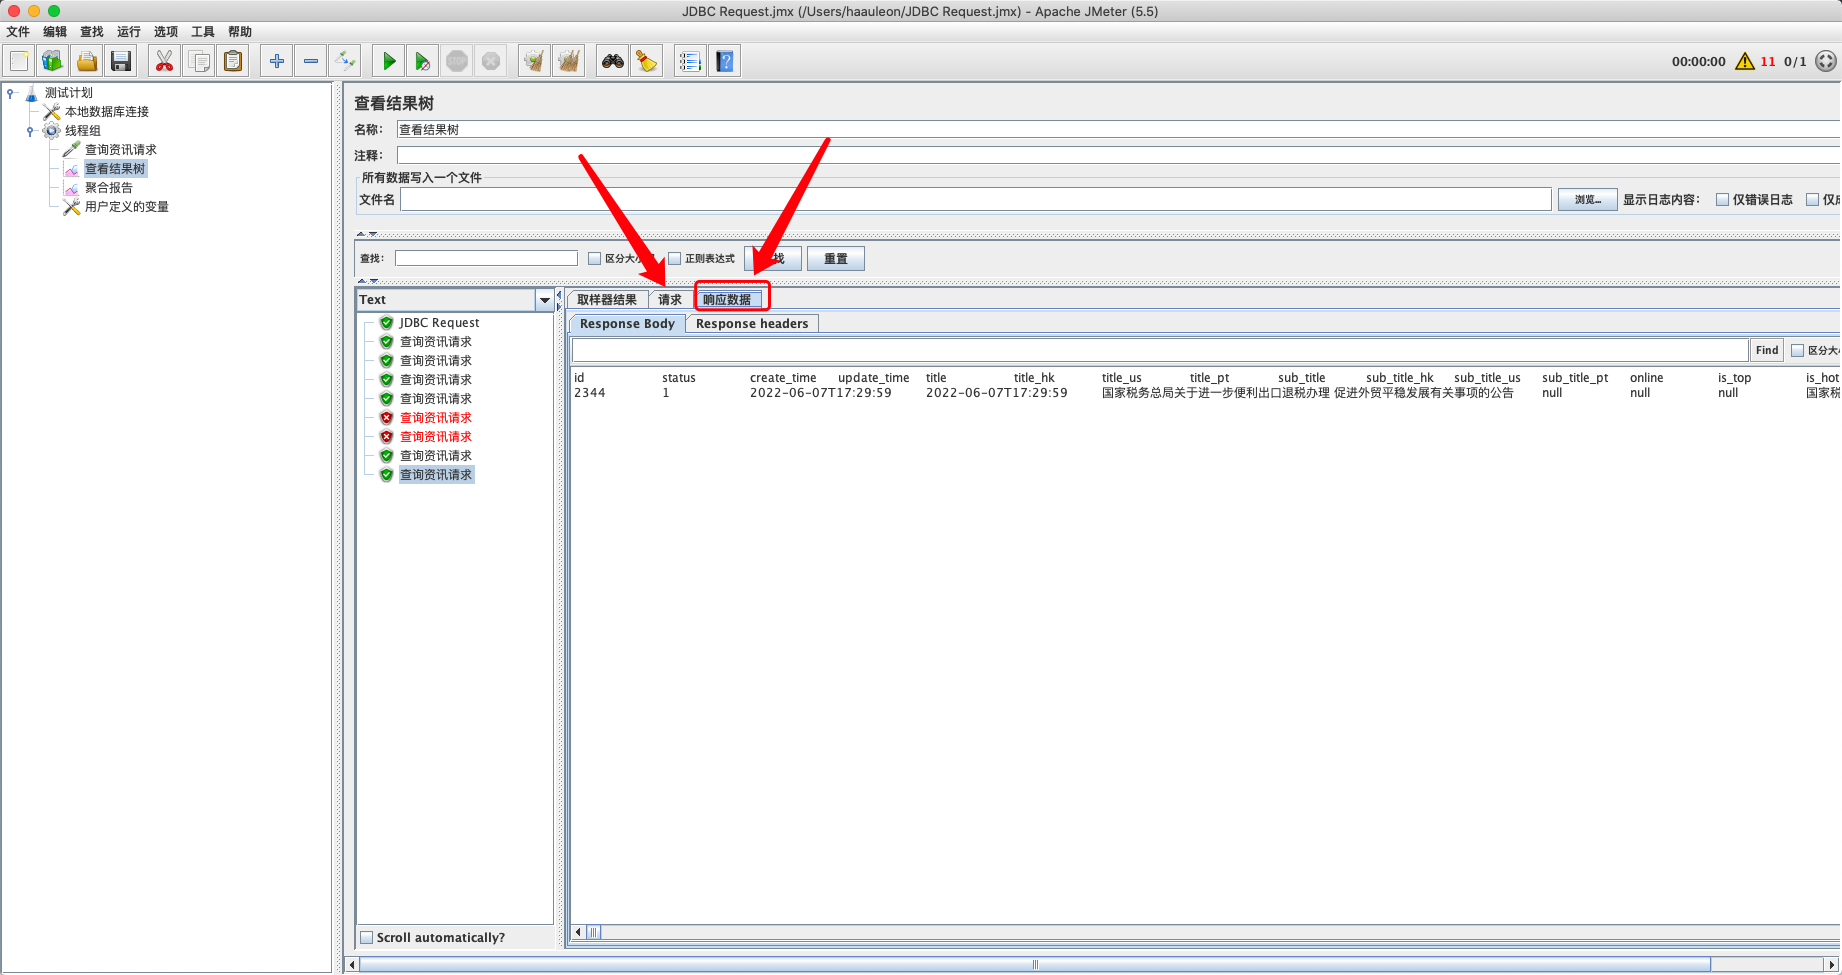 JDBC Request.jmx (/Users/haauleon/JDBC Request.jmx) - Apache JMeter (5.5)
文件 编辑 查找 运行 选项 工具 帮助
STOP
00:00:00 11 0/1
测试计划
本地数据库连接
线程组
查询资讯请求
查看结果树
聚合报告
用户定义的变量
查看结果树
名称: 查看结果树
注释:
所有数据写入一个文件
文件名 浏览... 显示日志内容: 仅错误日志
查找: 区分大小 正则表达式 找 重置
Text
JDBC Request
查询资讯请求
查询资讯请求
查询资讯请求
查询资讯请求
查询资讯请求
查询资讯请求
查询资讯请求
查询资讯请求
Scroll automatically?
取样器结果 请求 响应数据
Response Body Response headers
Find 区分大小
id status create_time update_time title title_hk title_us title_pt sub_title sub_title_hk sub_title_us sub_title_pt online is_top is_hot
2344 1 2022-06-07T17:29:59 2022-06-07T17:29:59 国家税务总局关于进一步便利出口退税办理 促进外贸平稳发展有关事项的公告 null null null 国家税